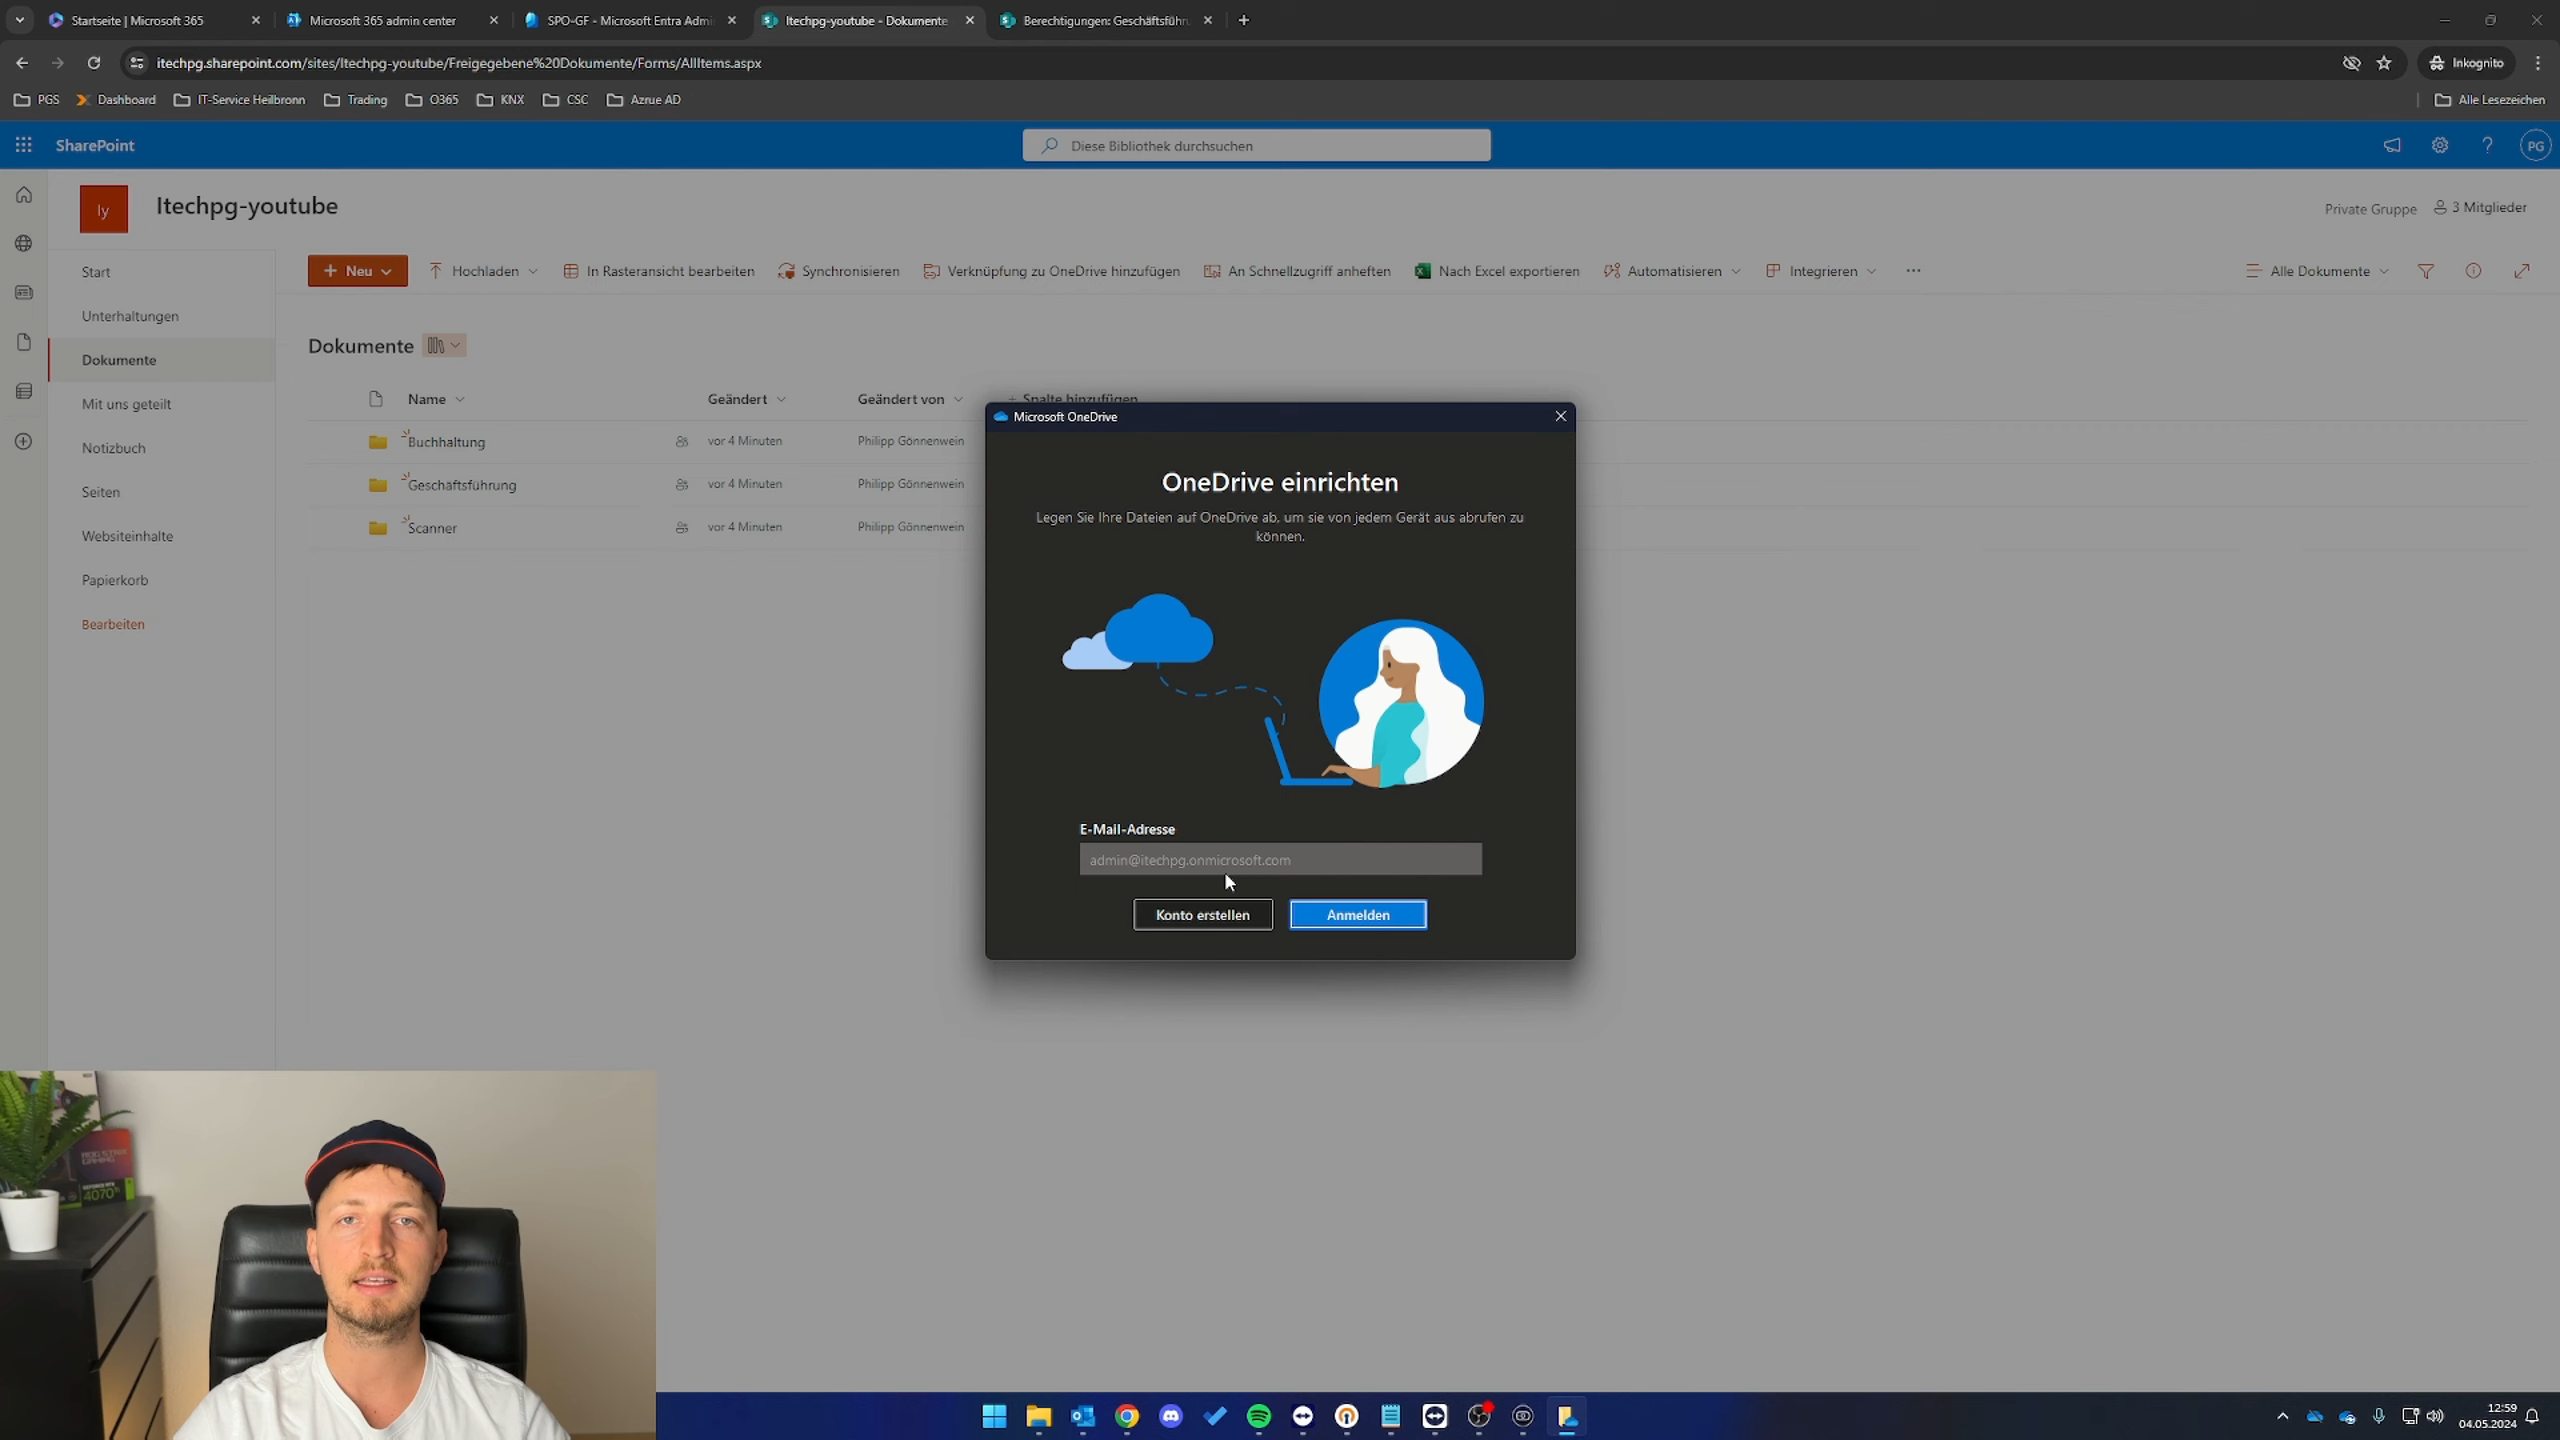 Startseite | Microsoft 365
Microsoft 365 admin center
SPO-GF - Microsoft Entra Admi
Itechpg-youtube - Dokumente
Berechtigungen: Geschäftsführu
itechpg.sharepoint.com/sites/Itechpg-youtube/Freigegebene%20Dokumente/Forms/AllItems.aspx
Inkognito
PGS
Dashboard
IT-Service Heilbronn
Trading
O365
KNX
CSC
Azrue AD
Alle Lesezeichen
SharePoint
Diese Bibliothek durchsuchen
PG
Iy
Itechpg-youtube
Private Gruppe
3 Mitglieder
Start
Unterhaltungen
Dokumente
Mit uns geteilt
Notizbuch
Seiten
Websiteinhalte
Papierkorb
Bearbeiten
+ Neu
Hochladen
In Rasteransicht bearbeiten
Synchronisieren
Verknüpfung zu OneDrive hinzufügen
An Schnellzugriff anheften
Nach Excel exportieren
Automatisieren
Integrieren
...
Alle Dokumente
Dokumente
Name
Geändert
Geändert von
+ Spalte hinzufügen
Buchhaltung
vor 4 Minuten
Philipp Gönnenwein
Geschäftsführung
vor 4 Minuten
Philipp Gönnenwein
Scanner
vor 4 Minuten
Philipp Gönnenwein
Microsoft OneDrive
OneDrive einrichten
Legen Sie Ihre Dateien auf OneDrive ab, um sie von jedem Gerät aus abrufen zu
können.
E-Mail-Adresse
admin@itechpg.onmicrosoft.com
Konto erstellen
Anmelden
ROG STRIX
GAMING
4070 Ti
12:59
04.05.2024